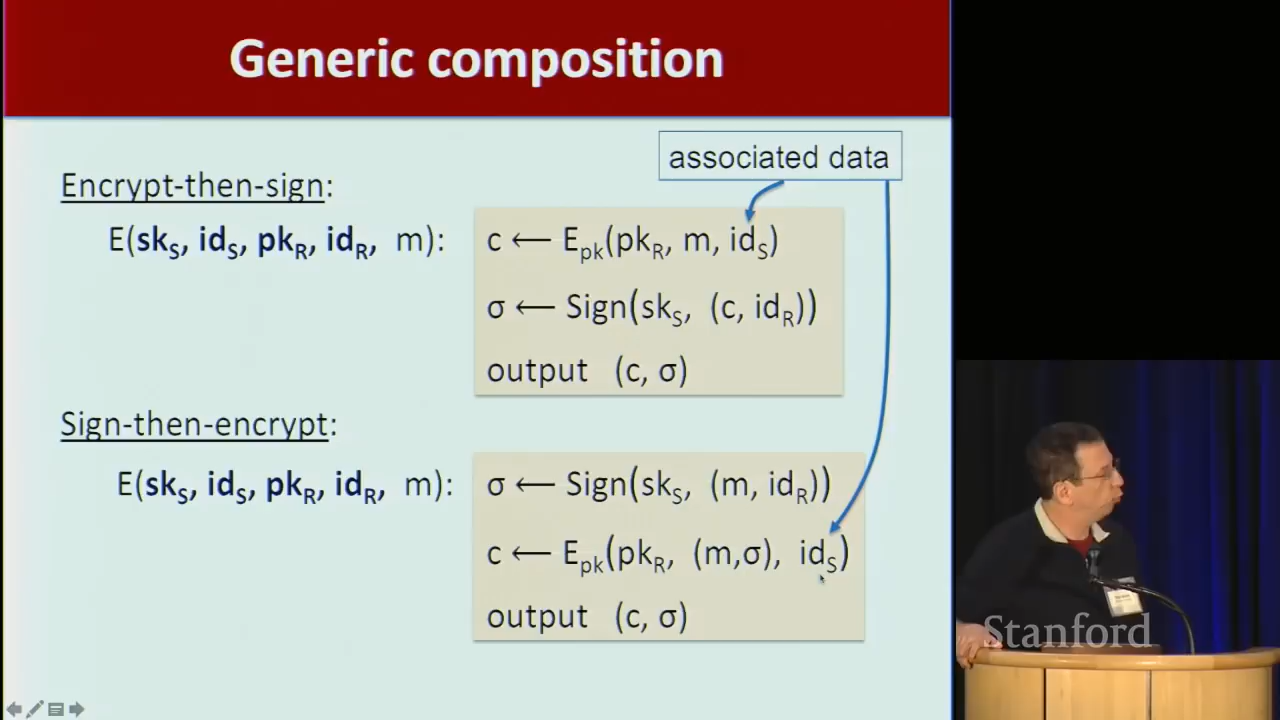 Generic composition
associated data
Encrypt-then-sign:
E(skS, idS, pkR, idR, m):
c ⟵ Epk(pkR, m, idS)
σ ⟵ Sign(skS, (c, idR))
output (c, σ)
Sign-then-encrypt:
E(skS, idS, pkR, idR, m):
σ ⟵ Sign(skS, (m, idR))
c ⟵ Epk(pkR, (m,σ), idS)
output (c, σ)
Stanford